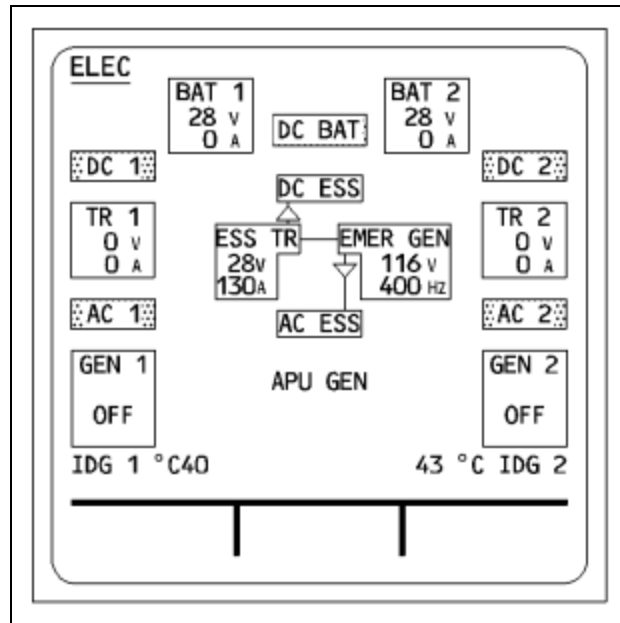 ELEC
BAT 1
28 V
0 A
DC BAT
BAT 2
28 V
0 A
DC 1
DC ESS
DC 2
TR 1
0 V
0 A
ESS TR
28V
130A
EMER GEN
116 V
400 HZ
TR 2
0 V
0 A
AC 1
AC ESS
AC 2
GEN 1
OFF
APU GEN
GEN 2
OFF
IDG 1 °C40
43 °C IDG 2